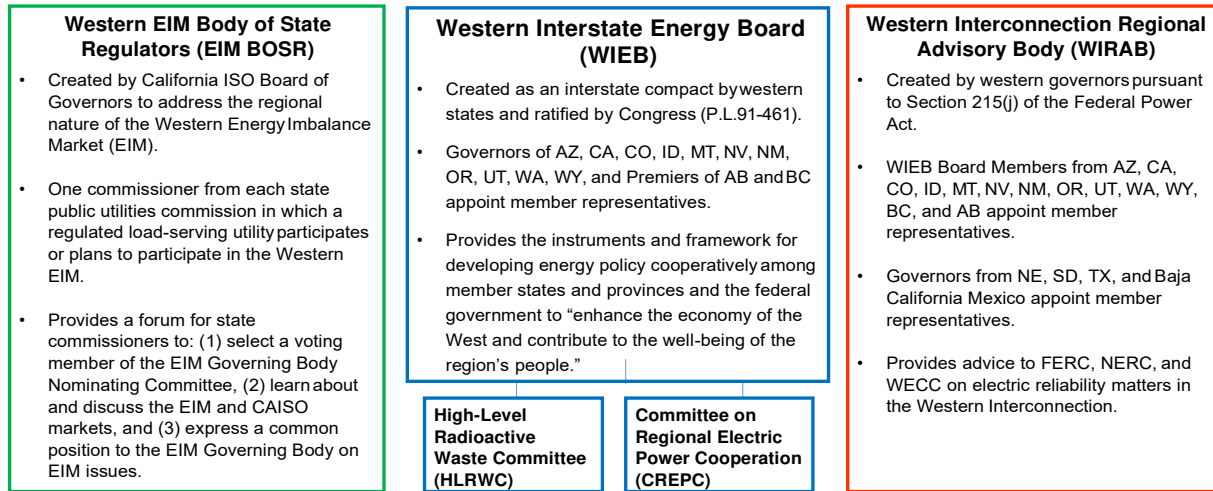 Western EIM Body of State
Regulators (EIM BOSR)
• Created by California ISO Board of
Governors to address the regional
nature of the Western Energy Imbalance
Market (EIM).
• One commissioner from each state
public utilities commission in which a
regulated load-serving utility participates
or plans to participate in the Western
EIM.
• Provides a forum for state
commissioners to: (1) select a voting
member of the EIM Governing Body
Nominating Committee, (2) learn about
and discuss the EIM and CAISO
markets, and (3) express a common
position to the EIM Governing Body on
EIM issues.
Western Interstate Energy Board
(WIEB)
• Created as an interstate compact by western
states and ratified by Congress (P.L.91-461).
• Governors of AZ, CA, CO, ID, MT, NV, NM,
OR, UT, WA, WY, and Premiers of AB and BC
appoint member representatives.
• Provides the instruments and framework for
developing energy policy cooperatively among
member states and provinces and the federal
government to “enhance the economy of the
West and contribute to the well-being of the
region’s people.”
High-Level
Radioactive
Waste Committee
(HLRWC)
Committee on
Regional Electric
Power Cooperation
(CREPC)
Western Interconnection Regional
Advisory Body (WIRAB)
• Created by western governors pursuant
to Section 215(j) of the Federal Power
Act.
• WIEB Board Members from AZ, CA,
CO, ID, MT, NV, NM, OR, UT, WA, WY,
BC, and AB appoint member
representatives.
• Governors from NE, SD, TX, and Baja
California Mexico appoint member
representatives.
• Provides advice to FERC, NERC, and
WECC on electric reliability matters in
the Western Interconnection.